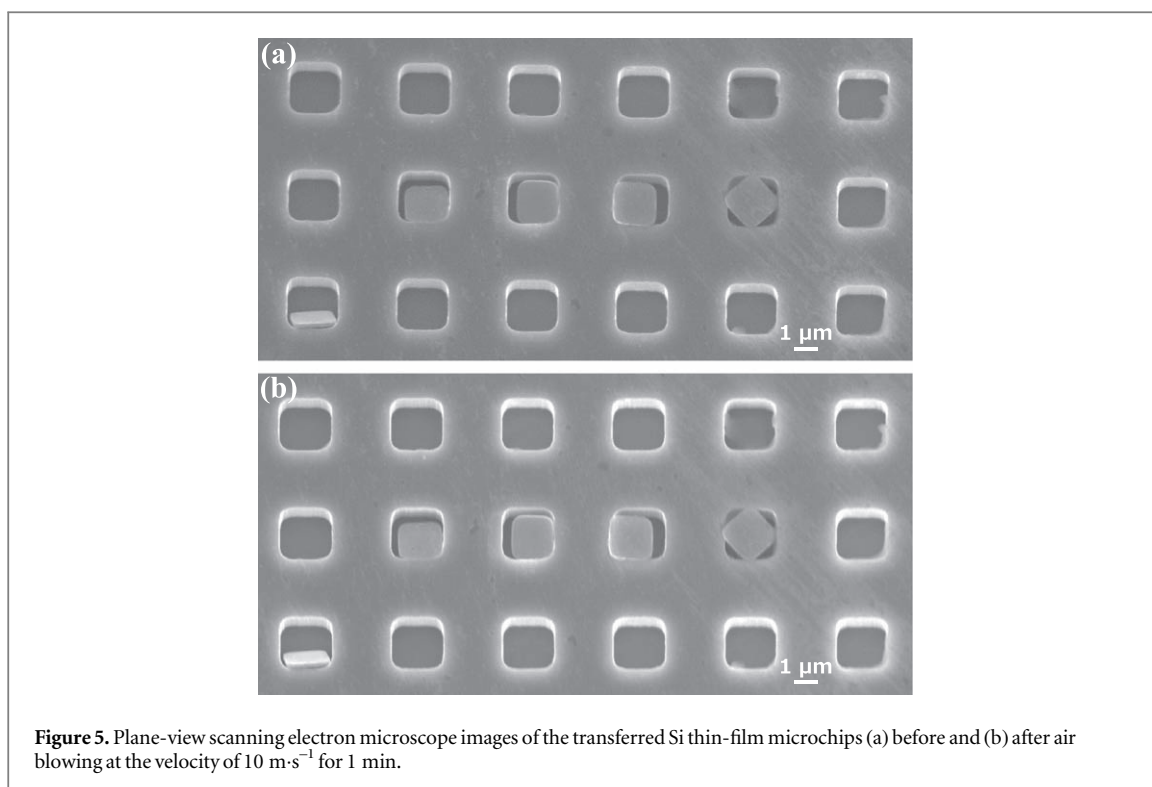 (a)
1 μm
(b)
1 μm
Figure 5. Plane-view scanning electron microscope images of the transferred Si thin-film microchips (a) before and (b) after air
blowing at the velocity of 10 m·s⁻¹ for 1 min.